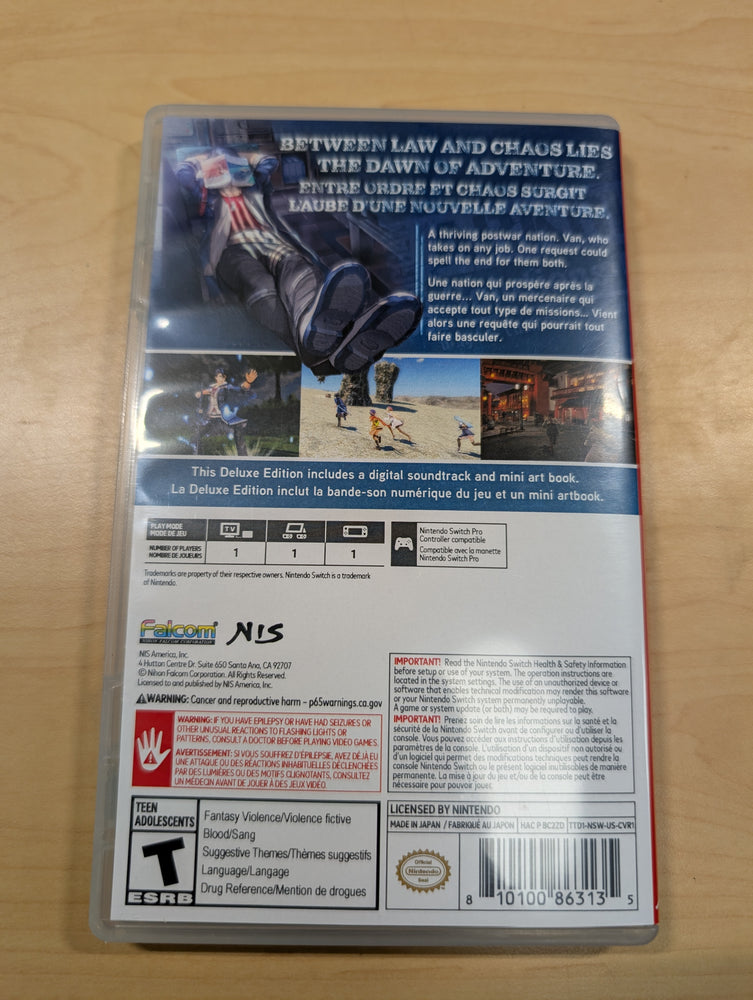 BETWEEN LAW AND CHAOS LIES
THE DAWN OF ADVENTURE.
ENTRE ORDRE ET CHAOS SURGIT
L'AUBE D'UNE NOUVELLE AVENTURE.
A thriving postwar nation. Van, who
takes on any job. One request could
spell the end for them both.
Une nation qui prospère après la
guerre... Van, un mercenaire qui
accepte tout type de missions... Vient
alors une requête qui pourrait tout
faire basculer.
This Deluxe Edition includes a digital soundtrack and mini art book.
La Deluxe Edition inclut la bande-son numérique du jeu et un mini artbook.
PLAY MODE
MODE DE JEU
TV
NUMBER OF PLAYERS
NOMBRE DE JOUEURS
1 1 1
Nintendo Switch Pro
Controller compatible
Compatible avec la manette
Nintendo Switch Pro
Trademarks are property of their respective owners. Nintendo Switch is a trademark
of Nintendo.
Falcom NIS
NIHON FALCOM CORPORATION
NIS America, Inc.
4 Hutton Centre Dr. Suite 650 Santa Ana, CA 92707
© Nihon Falcom Corporation. All Rights Reserved.
Licensed to and published by NIS America, Inc.
WARNING: Cancer and reproductive harm - p65warnings.ca.gov
WARNING: IF YOU HAVE EPILEPSY OR HAVE HAD SEIZURES OR
OTHER UNUSUAL REACTIONS TO FLASHING LIGHTS OR
PATTERNS, CONSULT A DOCTOR BEFORE PLAYING VIDEO GAMES.
AVERTISSEMENT: SI VOUS SOUFFREZ D'ÉPILEPSIE, AVEZ DÉJÀ EU
UNE ATTAQUE OU DES RÉACTIONS INHABITUELLES DÉCLENCHÉES
PAR DES LUMIÈRES OU DES MOTIFS CLIGNOTANTS, CONSULTEZ
UN MÉDECIN AVANT DE JOUER À DES JEUX VIDÉO.
IMPORTANT! Read the Nintendo Switch Health & Safety Information
before setup or use of your system. The operation instructions are
located in the system settings. The use of an unauthorized device or
software that enables technical modification may render this software
or your Nintendo Switch system permanently unplayable.
A game or system update (or both) may be required to play.
IMPORTANT! Prenez soin de lire les informations sur la santé et la
sécurité de la Nintendo Switch avant de configurer ou d'utiliser la
console. Vous pouvez accéder aux instructions d'utilisation depuis les
paramètres de la console. L'utilisation d'un dispositif non autorisé ou
d'un logiciel qui permet des modifications techniques peut rendre la
console Nintendo Switch ou le présent logiciel inutilisables de manière
permanente. La mise à jour du jeu et/ou de la console peut être
nécessaire pour pouvoir jouer.
TEEN
ADOLESCENTS
T
ESRB
Fantasy Violence/Violence fictive
Blood/Sang
Suggestive Themes/Thèmes suggestifs
Language/Langage
Drug Reference/Mention de drogues
LICENSED BY NINTENDO
MADE IN JAPAN / FABRIQUÉ AU JAPON HAC P BC2ZD TTD1-NSW-US-CVR1
Official
Nintendo
Seal
8 10100 86313 5